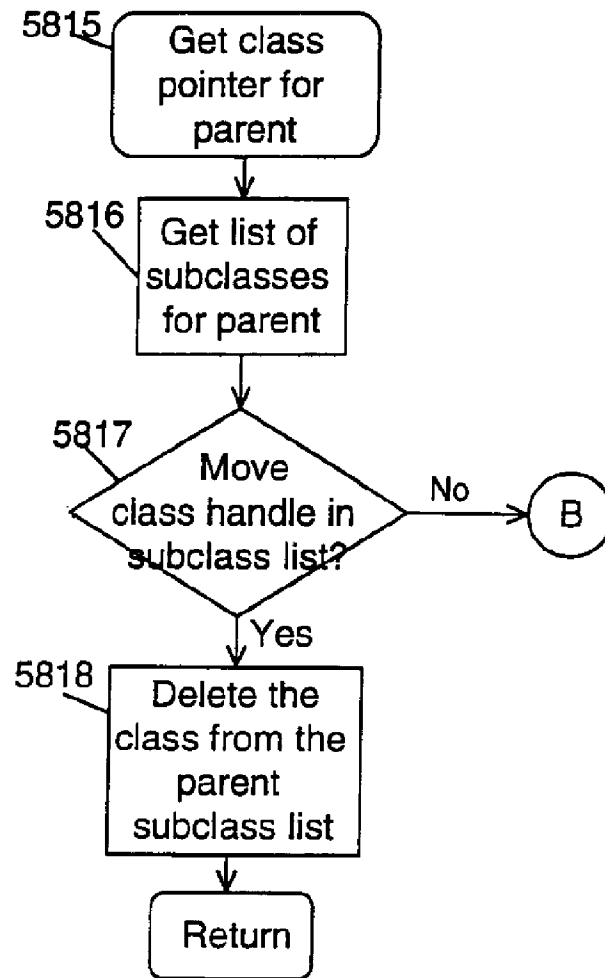 5815
Get class
pointer for
parent
5816
Get list of
subclasses
for parent
5817
Move
class handle in
subclass list?
No
B
Yes
5818
Delete the
class from the
parent
subclass list
Return